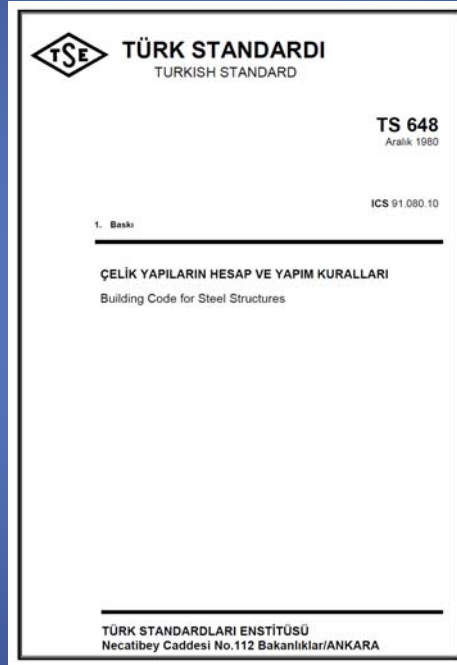 TSE
TÜRK STANDARDI
TURKISH STANDARD
TS 648
Aralık 1980
ICS 91.080.10
1. Baskı
ÇELİK YAPILARIN HESAP VE YAPIM KURALLARI
Building Code for Steel Structures
TÜRK STANDARDLARI ENSTİTÜSÜ
Necatibey Caddesi No.112 Bakanlıklar/ANKARA